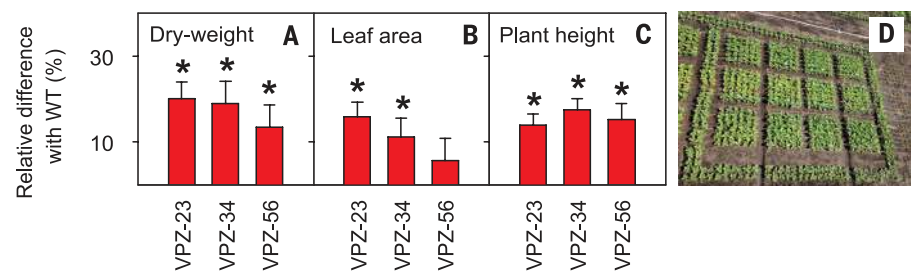 Relative difference
with WT (%)
30
10
Dry-weight A
* * *
VPZ-23
VPZ-34
VPZ-56
Leaf area B
* *
VPZ-23
VPZ-34
VPZ-56
Plant height C
* * *
VPZ-23
VPZ-34
VPZ-56
D